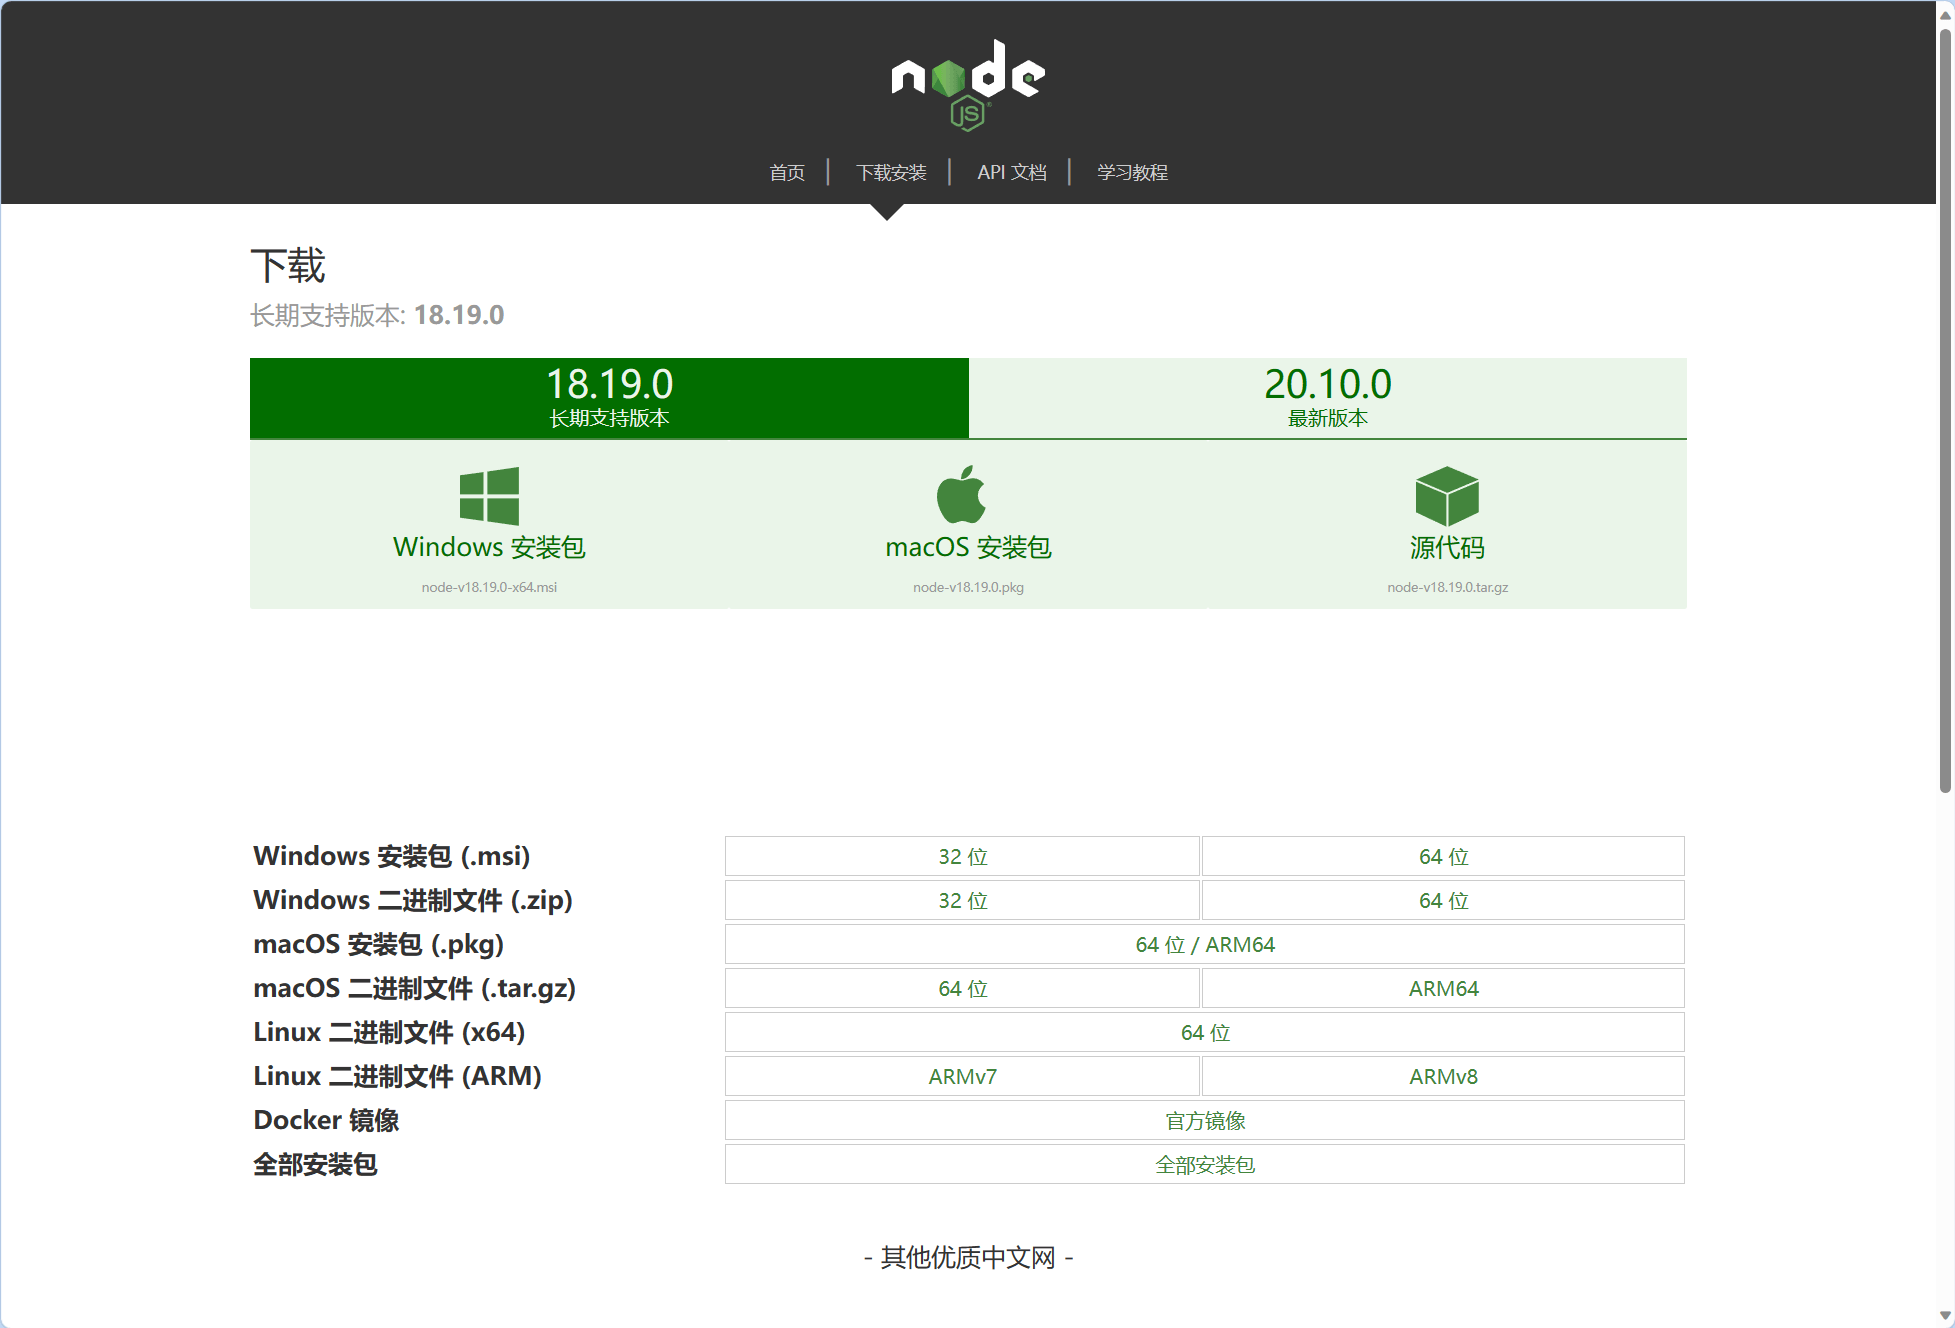 node
JS
首页 下载安装 API 文档 学习教程
下载
长期支持版本: 18.19.0
18.19.0
长期支持版本
20.10.0
最新版本
Windows 安装包
node-v18.19.0-x64.msi
macOS 安装包
node-v18.19.0.pkg
源代码
node-v18.19.0.tar.gz
Windows 安装包 (.msi) 32 位 64 位
Windows 二进制文件 (.zip) 32 位 64 位
macOS 安装包 (.pkg) 64 位 / ARM64
macOS 二进制文件 (.tar.gz) 64 位 ARM64
Linux 二进制文件 (x64) 64 位
Linux 二进制文件 (ARM) ARMv7 ARMv8
Docker 镜像 官方镜像
全部安装包 全部安装包
- 其他优质中文网 -